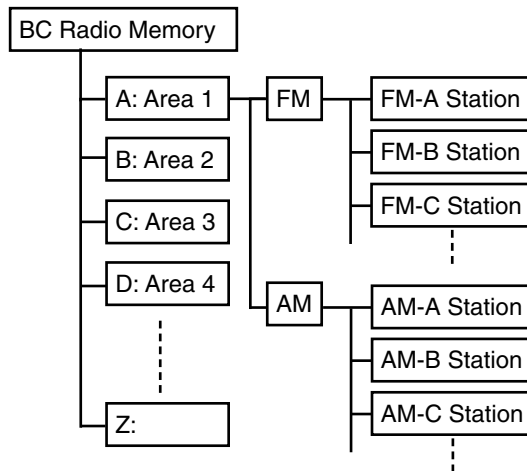 BC Radio Memory
A: Area 1
FM
FM-A Station
B: Area 2
FM-B Station
C: Area 3
FM-C Station
D: Area 4
AM
AM-A Station
AM-B Station
Z:
AM-C Station